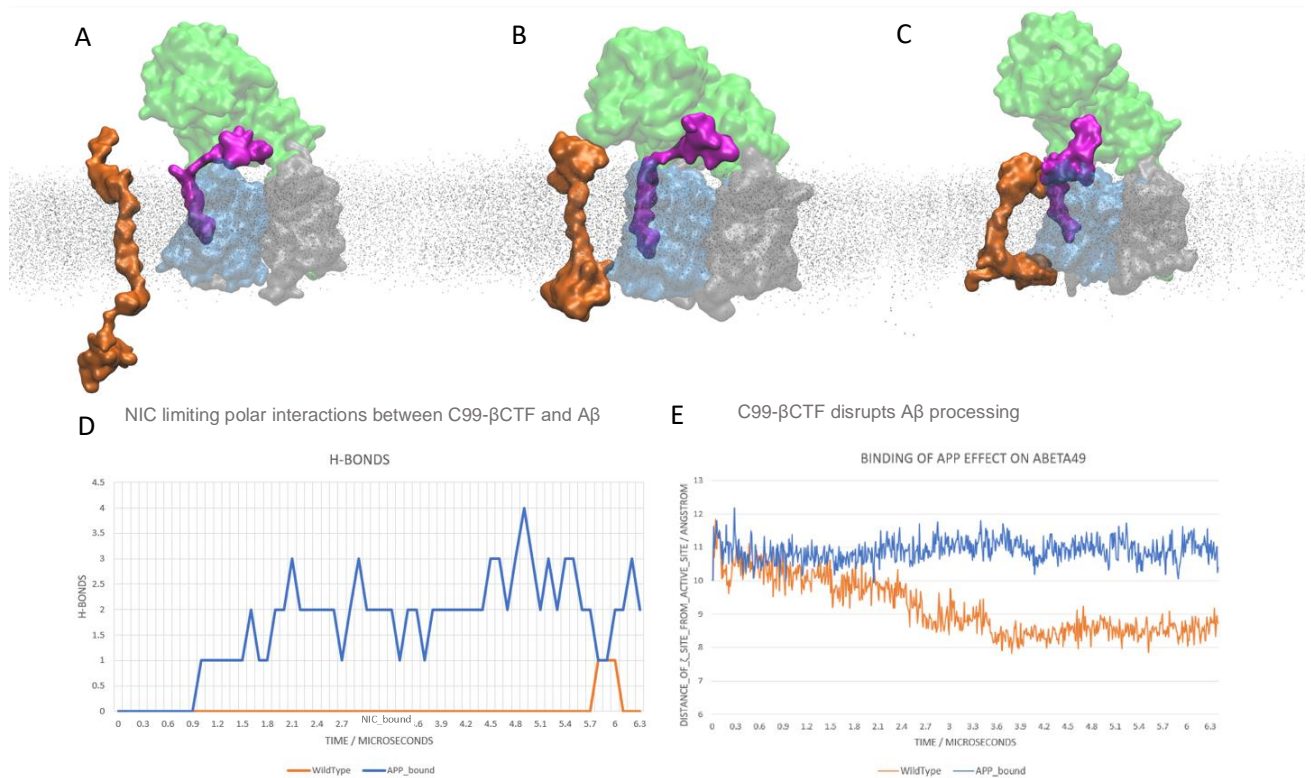 A
B
C
D
NIC limiting polar interactions between C99-βCTF and Aβ
H-BONDS
H-BONDS
4.5
4
3.5
3
2.5
2
1.5
1
0.5
0
0 0.3 0.6 0.9 1.2 1.5 1.8 2.1 2.4 2.7 NIC_bound .6 3.9 4.2 4.5 4.8 5.1 5.4 5.7 6 6.3
TIME / MICROSECONDS
WildType APP_bound
E
C99-βCTF disrupts Aβ processing
BINDING OF APP EFFECT ON ABETA49
DISTANCE_OF_ζ_SITE_FROM_ACTIVE_SITE / ANGSTROM
13
12
11
10
9
8
7
6
0 0.3 0.6 0.9 1.2 1.5 1.8 2.1 2.4 2.7 3 3.3 3.6 3.9 4.2 4.5 4.8 5.1 5.4 5.7 6 6.3
TIME / MICROSECONDS
WildType APP_bound